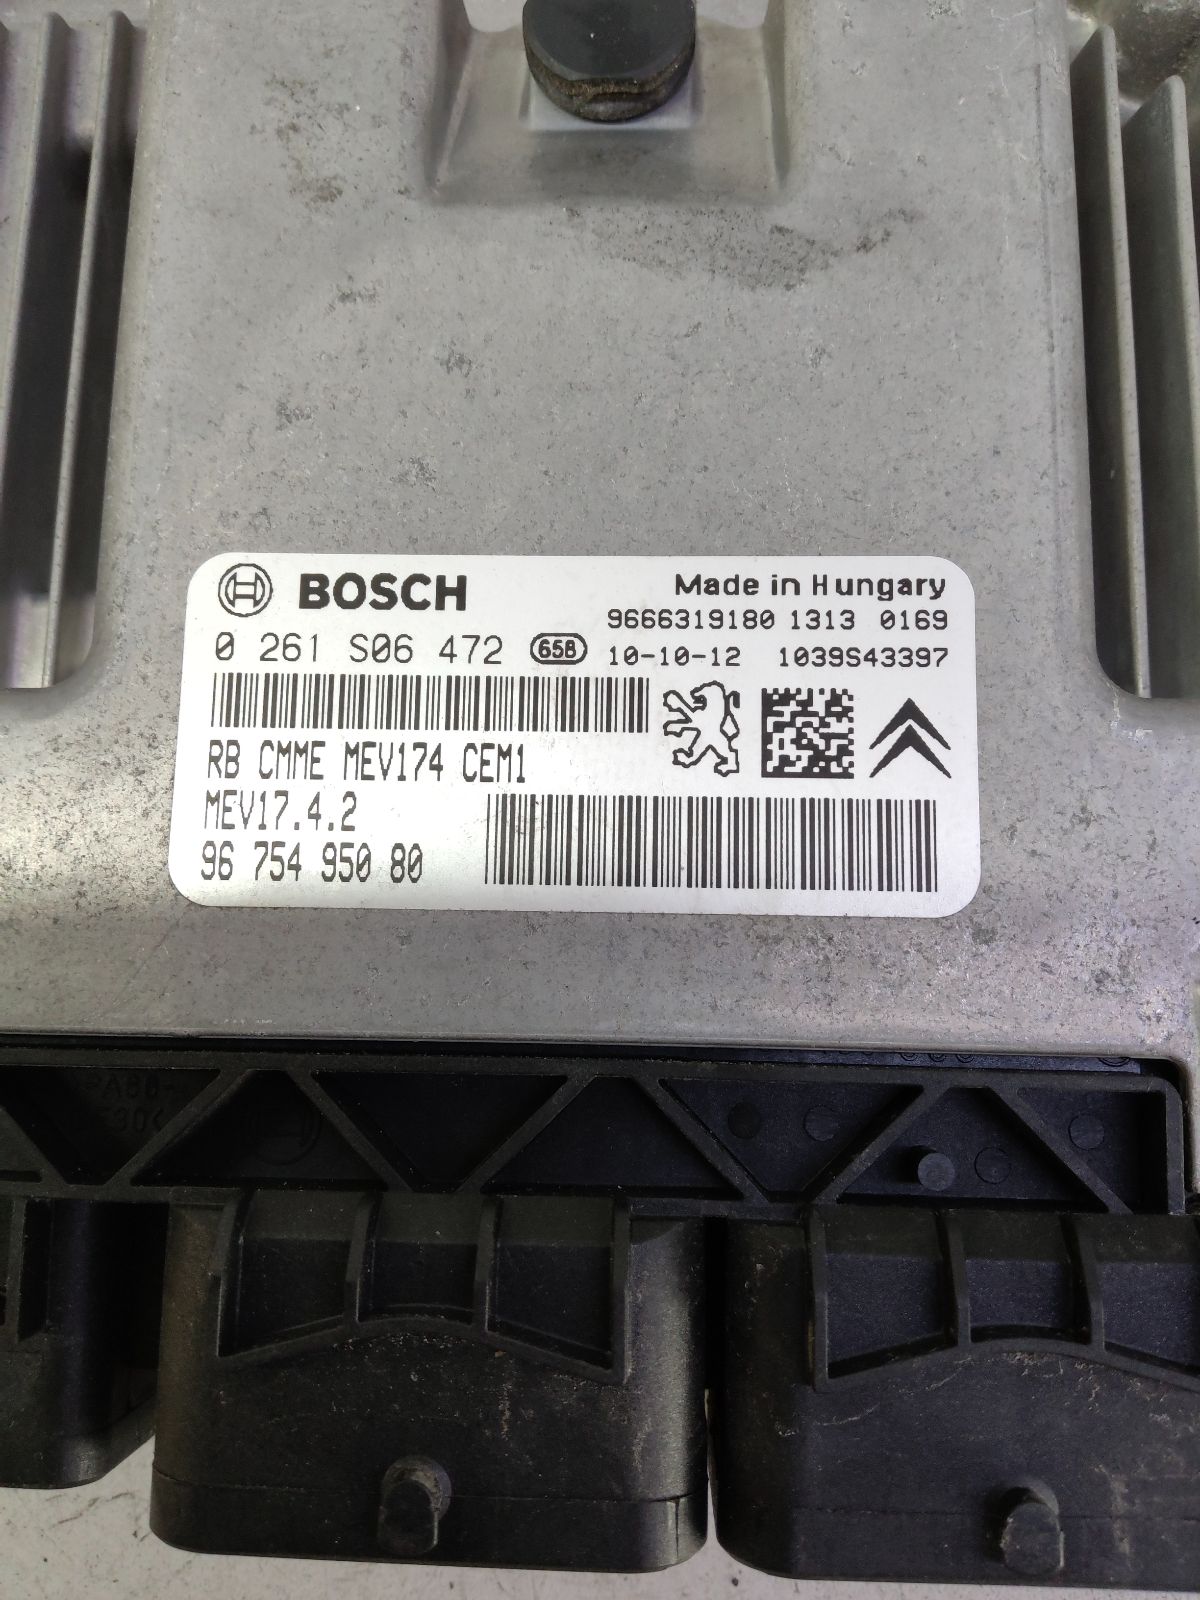 BOSCH
Made in Hungary
9666319180 1313 0169
0 261 S06 472 65B 10-10-12 1039S43397
RB CMME MEV174 CEM1
MEV17.4.2
96 754 950 80